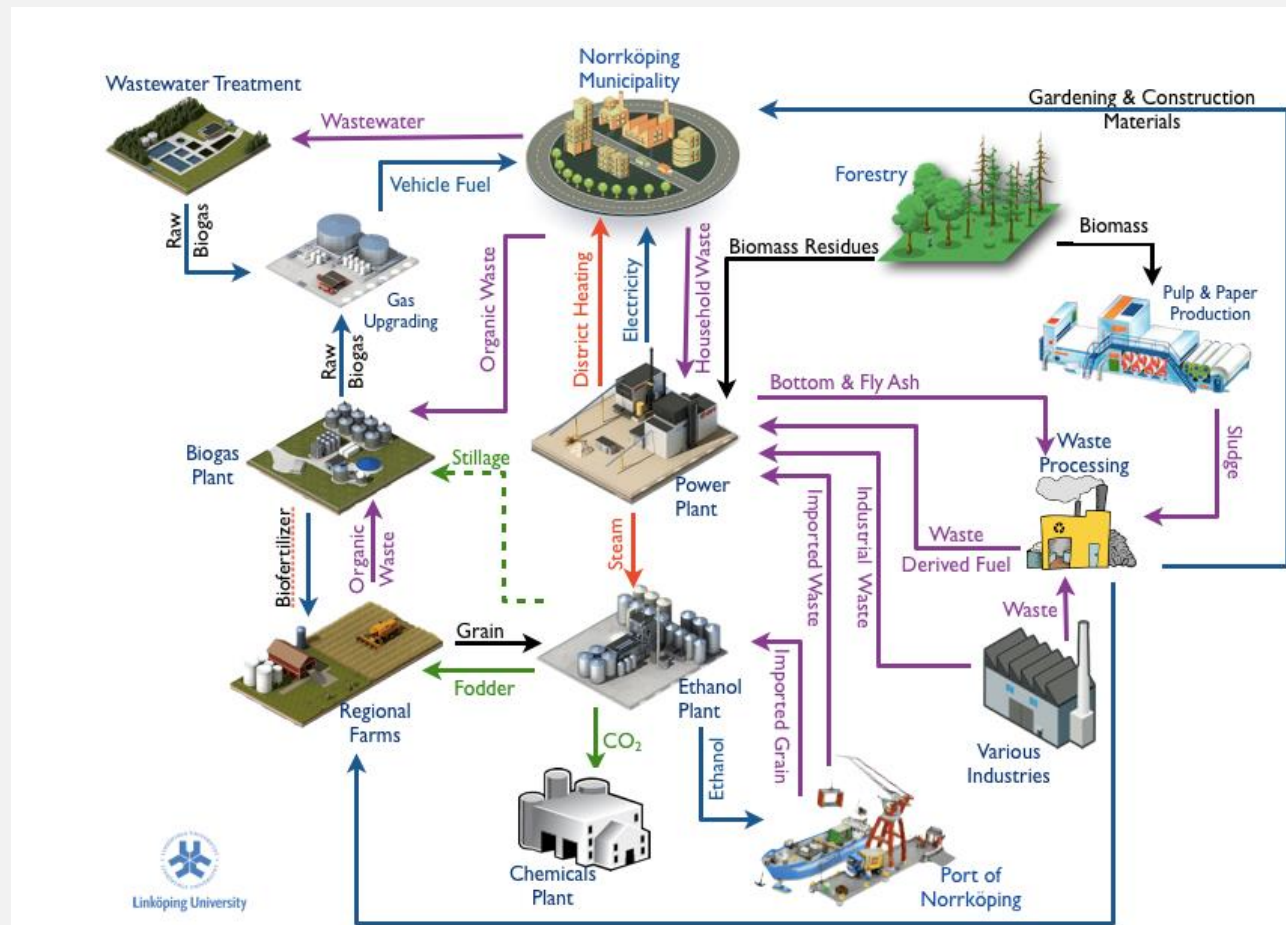 Norrköping
Municipality
Wastewater Treatment
Gardening & Construction
Materials
Wastewater
Forestry
Vehicle Fuel
Raw
Biogas
Biomass Residues
Biomass
Organic Waste
District Heating
Electricity
Household Waste
Gas
Upgrading
Pulp & Paper
Production
Raw
Biogas
Bottom & Fly Ash
Sludge
Waste
Processing
Biogas
Plant
Stillage
Power
Plant
Imported Waste
Industrial Waste
Biofertilizer
Organic
Waste
Steam
Waste
Derived Fuel
Waste
Grain
Fodder
Ethanol
Plant
Imported Grain
Regional
Farms
CO₂
Ethanol
Various
Industries
Chemicals
Plant
Port of
Norrköping
Linköping University